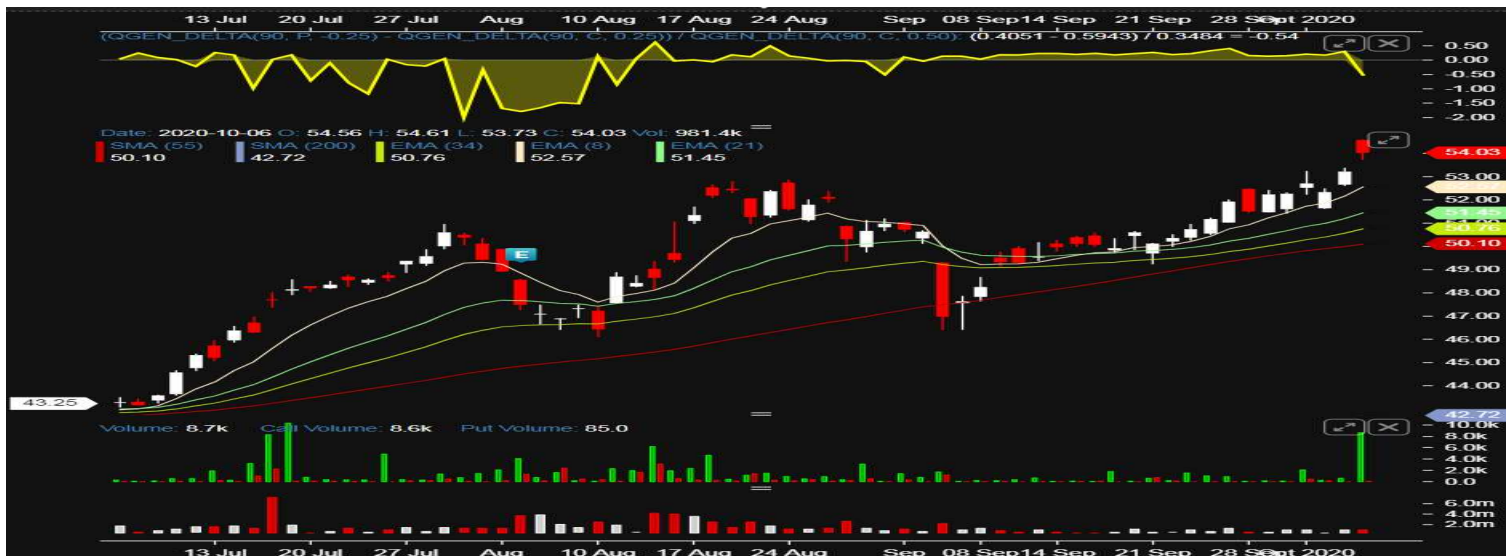 13 Jul 20 Jul 27 Jul Aug 10 Aug 17 Aug 24 Aug Sep 08 Sep 14 Sep 21 Sep 28 Sep Oct 2020
(QGEN_DELTA(90, P, -0.25) - QGEN_DELTA(90, C, 0.25)) / QGEN_DELTA(90, C, 0.50): (0.4051 - 0.5943) / 0.3484 = -0.54
0.50
0.00
-0.50
-1.00
-1.50
-2.00
Date: 2020-10-06 O: 54.56 H: 54.61 L: 53.73 C: 54.03 Vol: 981.4k
SMA (55) SMA (200) EMA (34) EMA (8) EMA (21)
50.10 42.72 50.76 52.57 51.45
54.03
53.00
52.57
52.00
51.45
51.00
50.76
50.10
E
49.00
48.00
47.00
46.00
45.00
44.00
43.25
42.72
Volume: 8.7k Call Volume: 8.6k Put Volume: 85.0
10.0k
8.0k
6.0k
4.0k
2.0k
0.0
6.0m
4.0m
2.0m
13 Jul 20 Jul 27 Jul Aug 10 Aug 17 Aug 24 Aug Sep 08 Sep 14 Sep 21 Sep 28 Sep Oct 2020